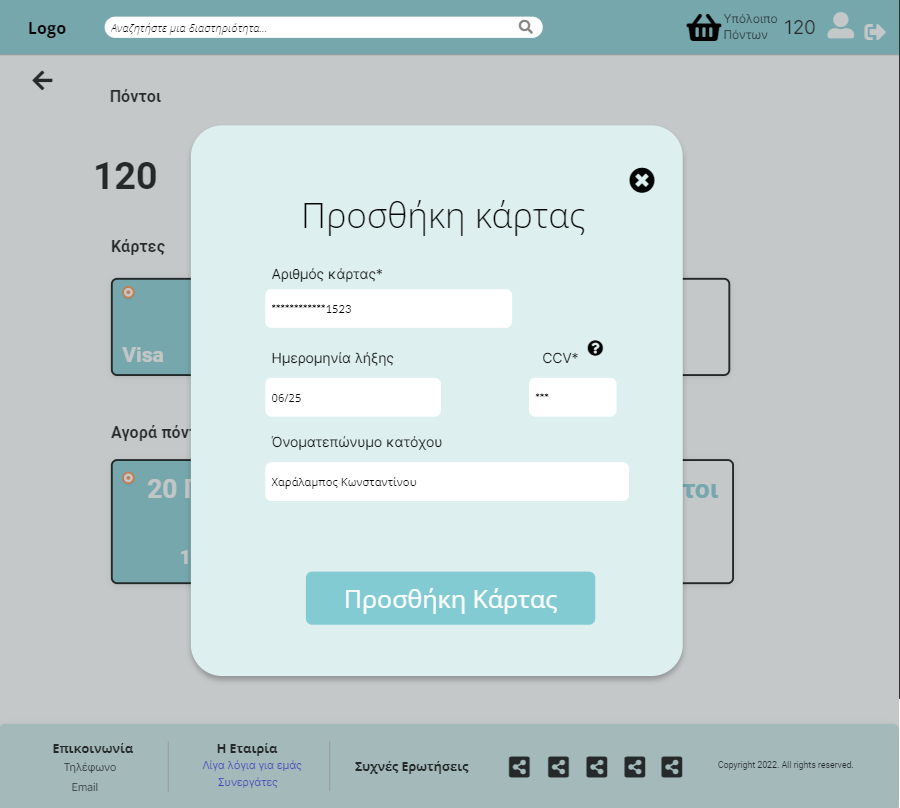 Logo
Αναζητήστε μια διαστηριότητα...
Υπόλοιπο
Πόντων
120
Πόντοι
120
Κάρτες
Visa
Αγορά πόν
20
1
τοι
Προσθήκη κάρτας
Αριθμός κάρτας*
************1523
Ημερομηνία λήξης
CCV*
06/25
***
Όνοματεπώνυμο κατόχου
Χαράλαμπος Κωνσταντίνου
Προσθήκη Κάρτας
Επικοινωνία
Τηλέφωνο
Email
Η Εταιρία
Λίγα λόγια για εμάς
Συνεργάτες
Συχνές Ερωτήσεις
Copyright 2022. All rights reserved.